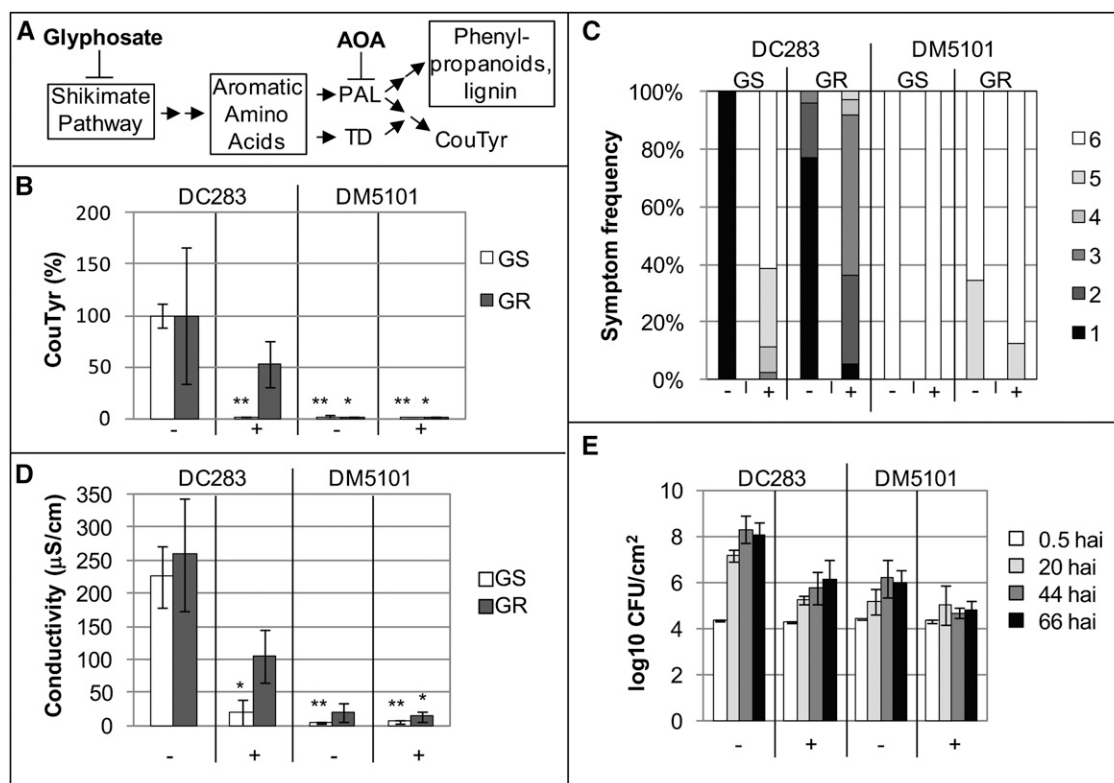 A
Glyphosate
Shikimate
Pathway
Aromatic
Amino
Acids
AOA
PAL
TD
Phenyl-
propanoids,
lignin
CouTyr
B
DC283 DM5101
CouTyr (%)
200
150
100
50
0
** ** * ** *
- + - +
GS
GR
C
DC283 DM5101
GS GR GS GR
Symptom frequency
100%
80%
60%
40%
20%
0%
- + - + - + - +
6
5
4
3
2
1
D
DC283 DM5101
Conductivity (µS/cm)
350
300
250
200
150
100
50
0
* ** ** *
- + - +
GS
GR
E
DC283 DM5101
log10 CFU/cm²
10
8
6
4
2
0
- + - +
0.5 hai
20 hai
44 hai
66 hai